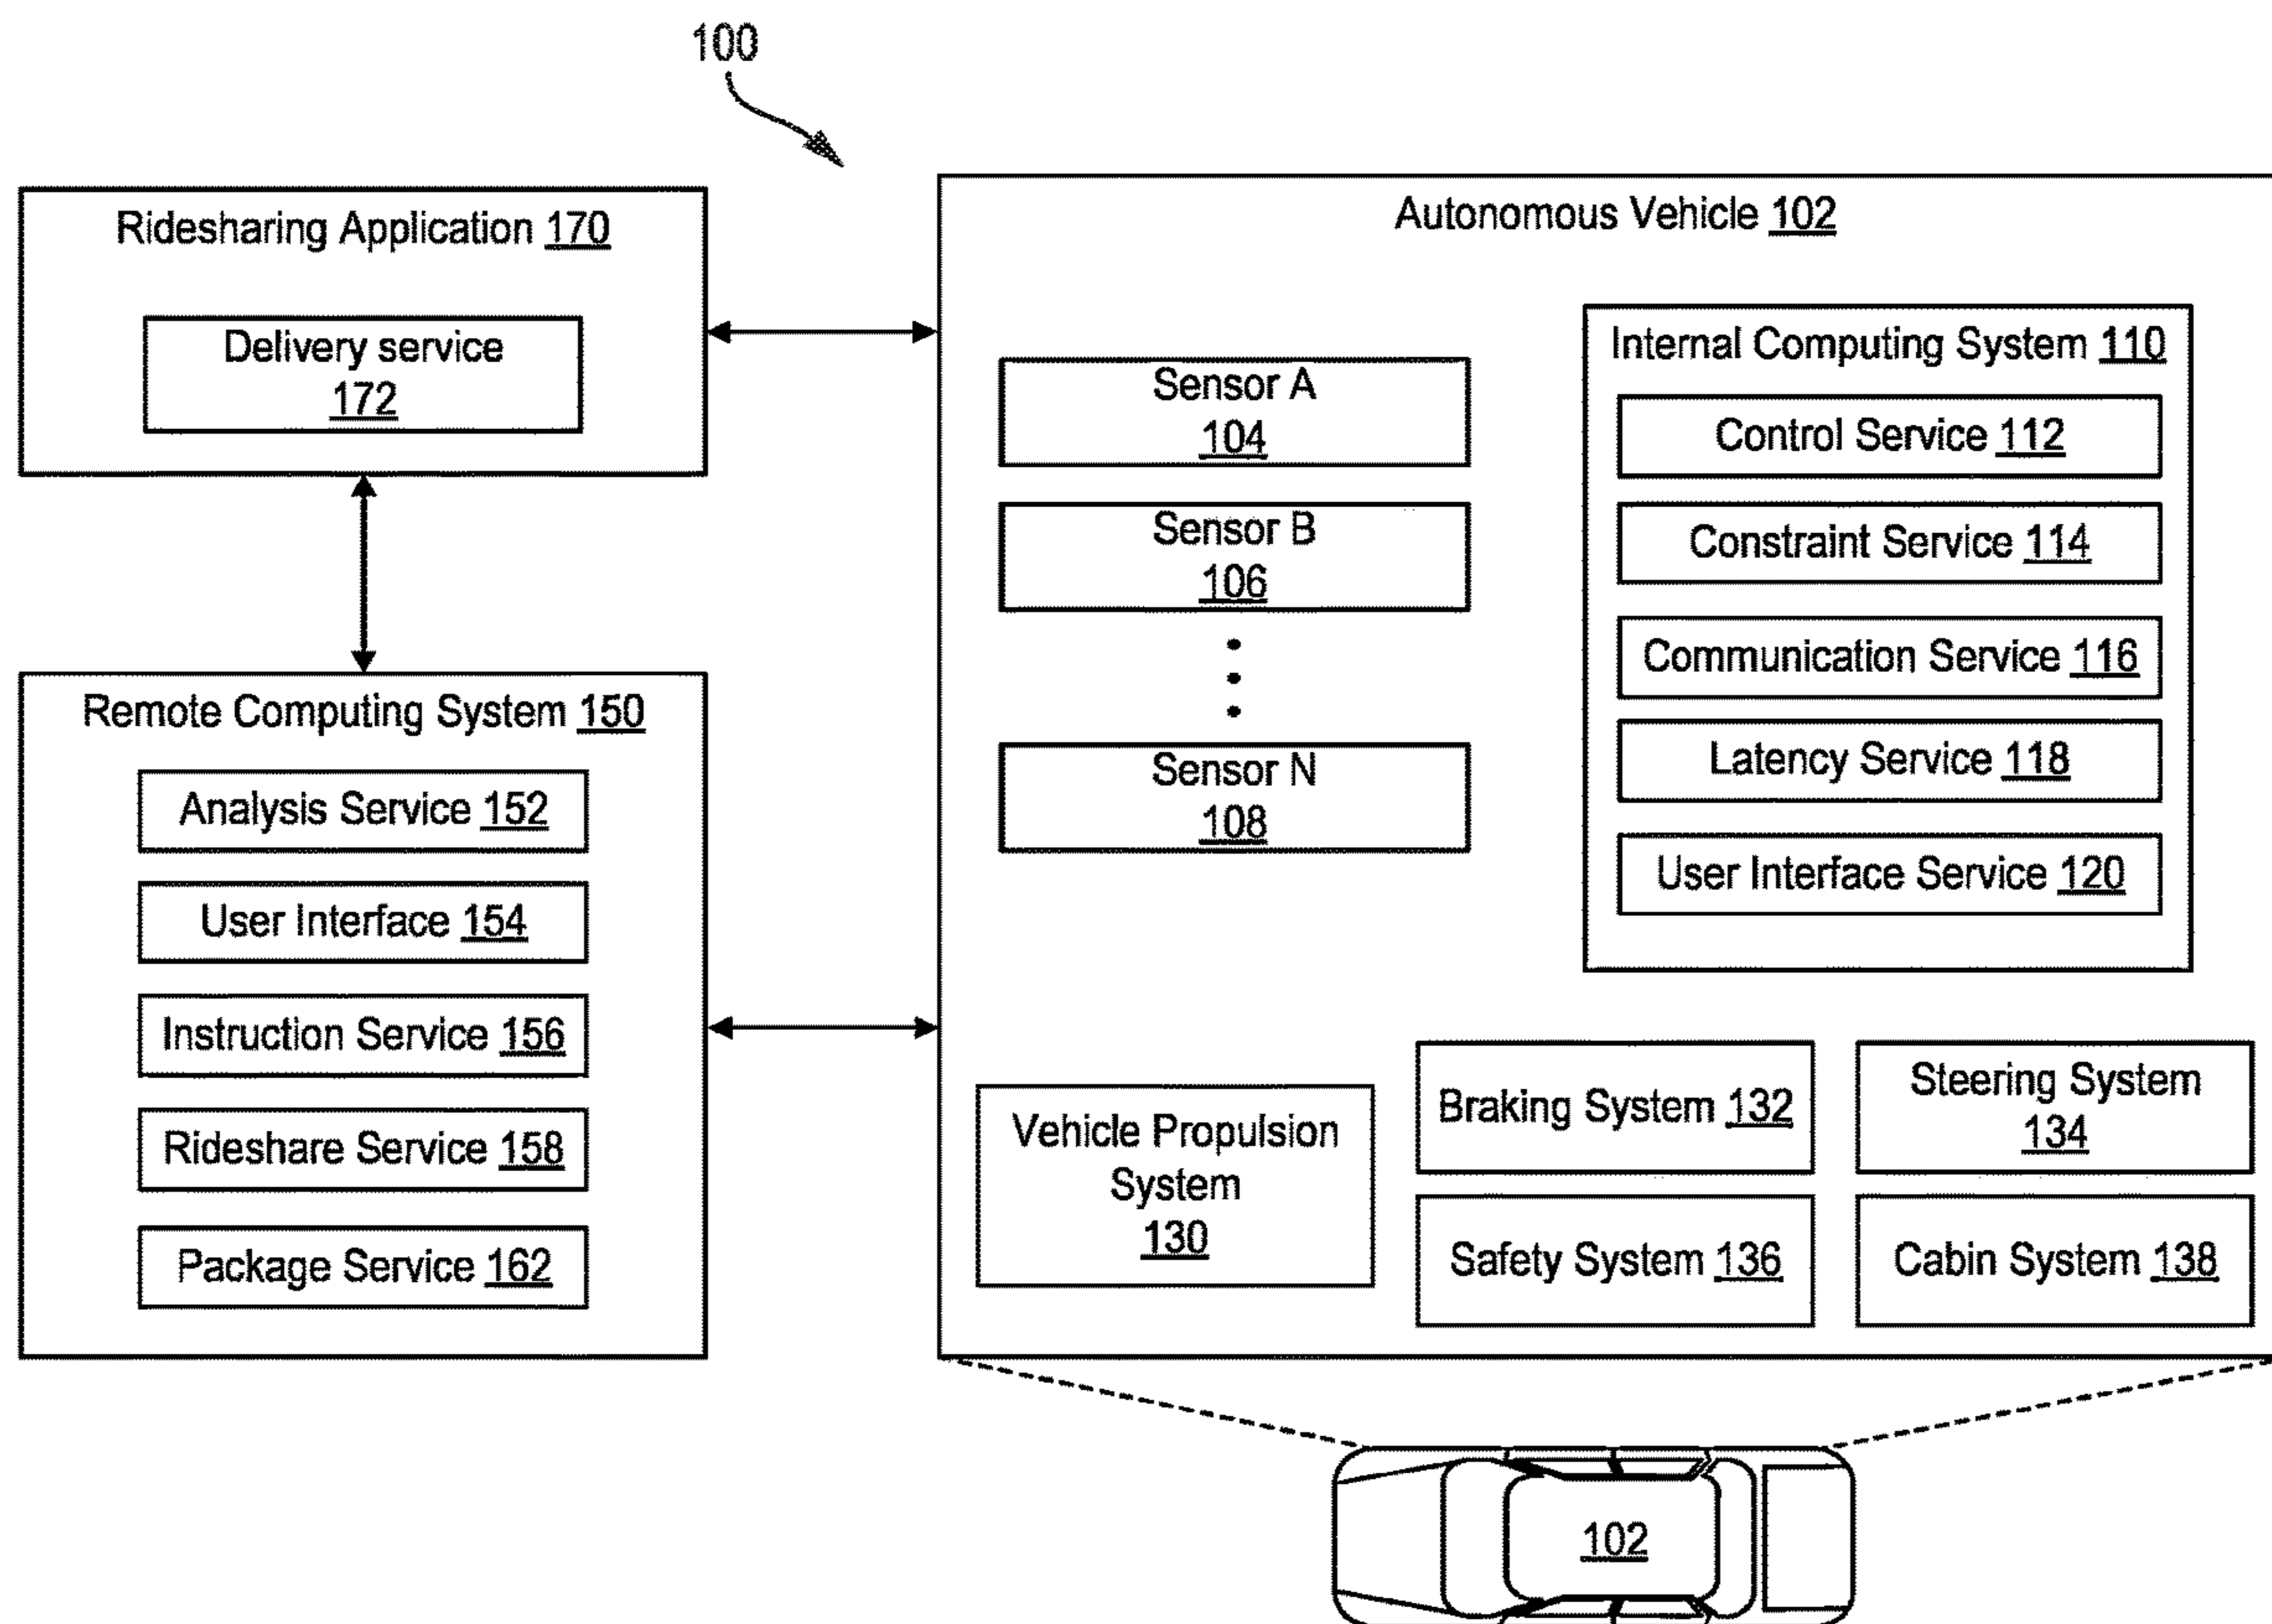 100
Ridesharing Application 170
Delivery service
172
Remote Computing System 150
Analysis Service 152
User Interface 154
Instruction Service 156
Rideshare Service 158
Package Service 162
Autonomous Vehicle 102
Sensor A
104
Sensor B
106
Sensor N
108
Internal Computing System 110
Control Service 112
Constraint Service 114
Communication Service 116
Latency Service 118
User Interface Service 120
Vehicle Propulsion
System
130
Braking System 132
Steering System
134
Safety System 136
Cabin System 138
102